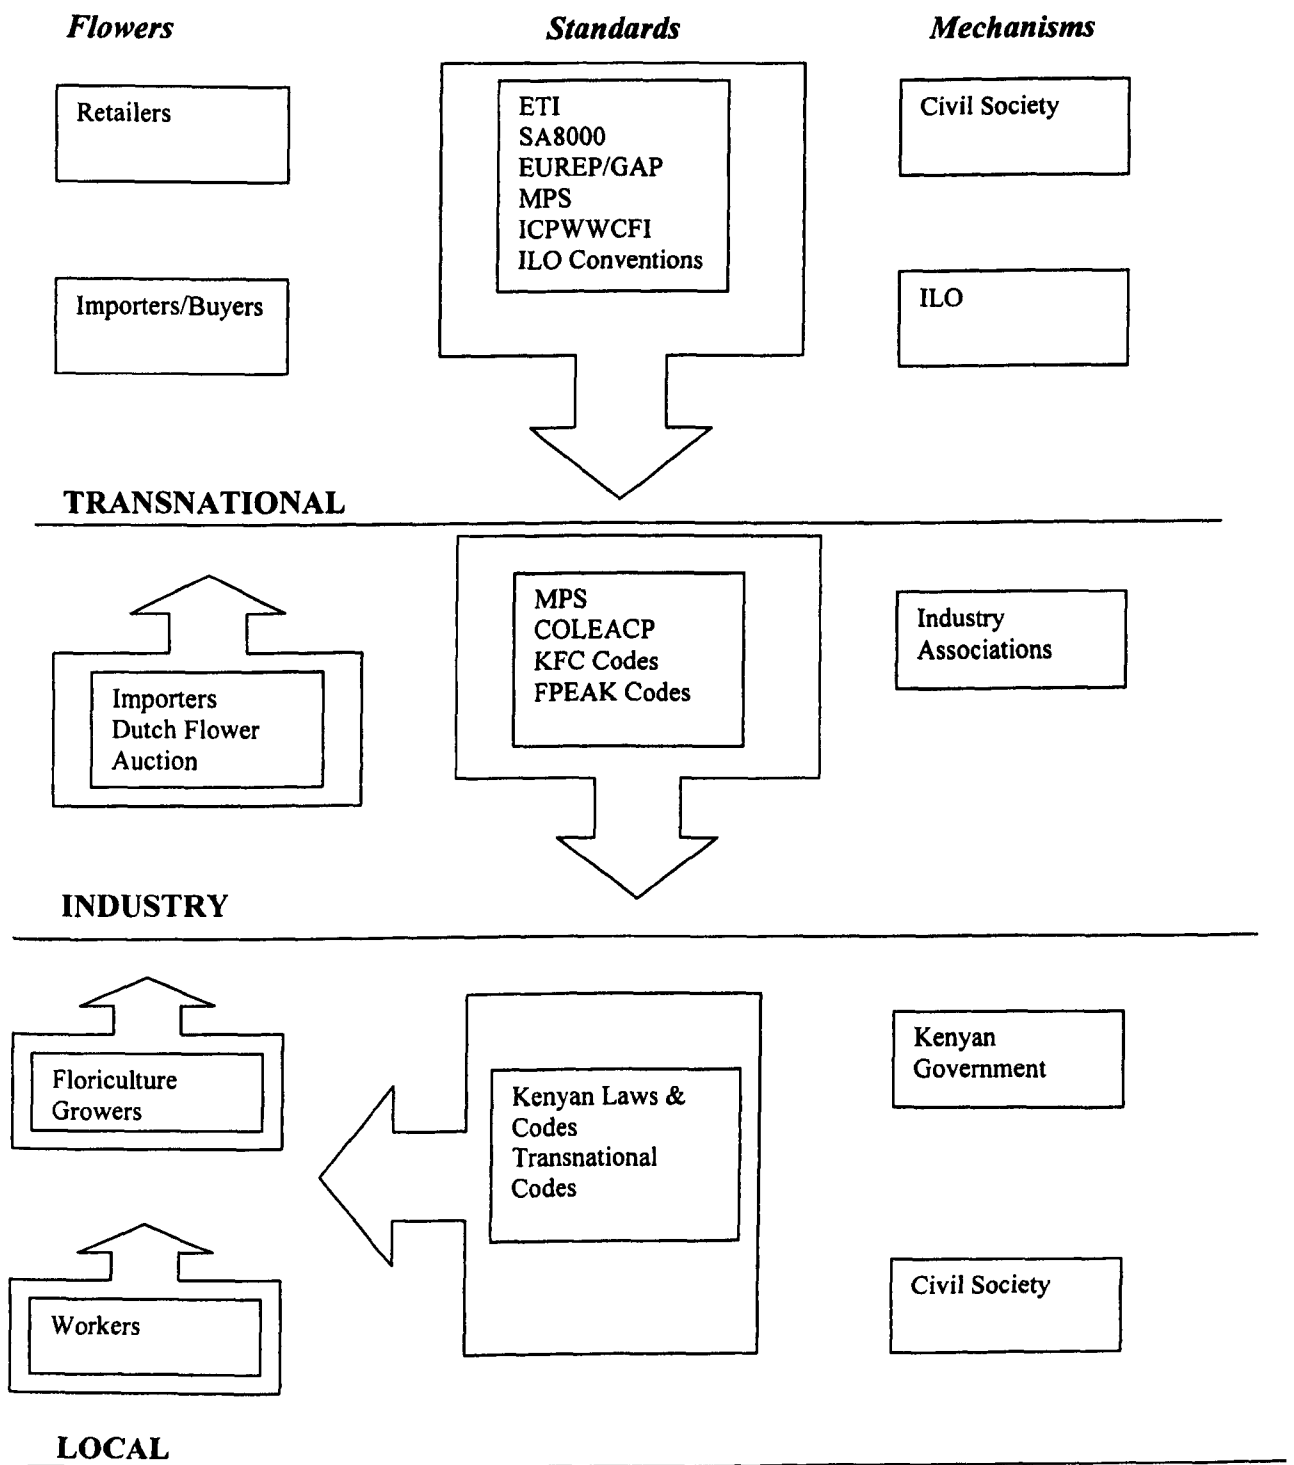 Flowers
Standards
Mechanisms
Retailers
ETI
SA8000
EUREP/GAP
MPS
ICPWWCFI
ILO Conventions
Civil Society
Importers/Buyers
ILO
TRANSNATIONAL
Importers
Dutch Flower
Auction
MPS
COLEACP
KFC Codes
FPEAK Codes
Industry
Associations
INDUSTRY
Floriculture
Growers
Kenyan Laws &
Codes
Transnational
Codes
Kenyan
Government
Workers
Civil Society
LOCAL